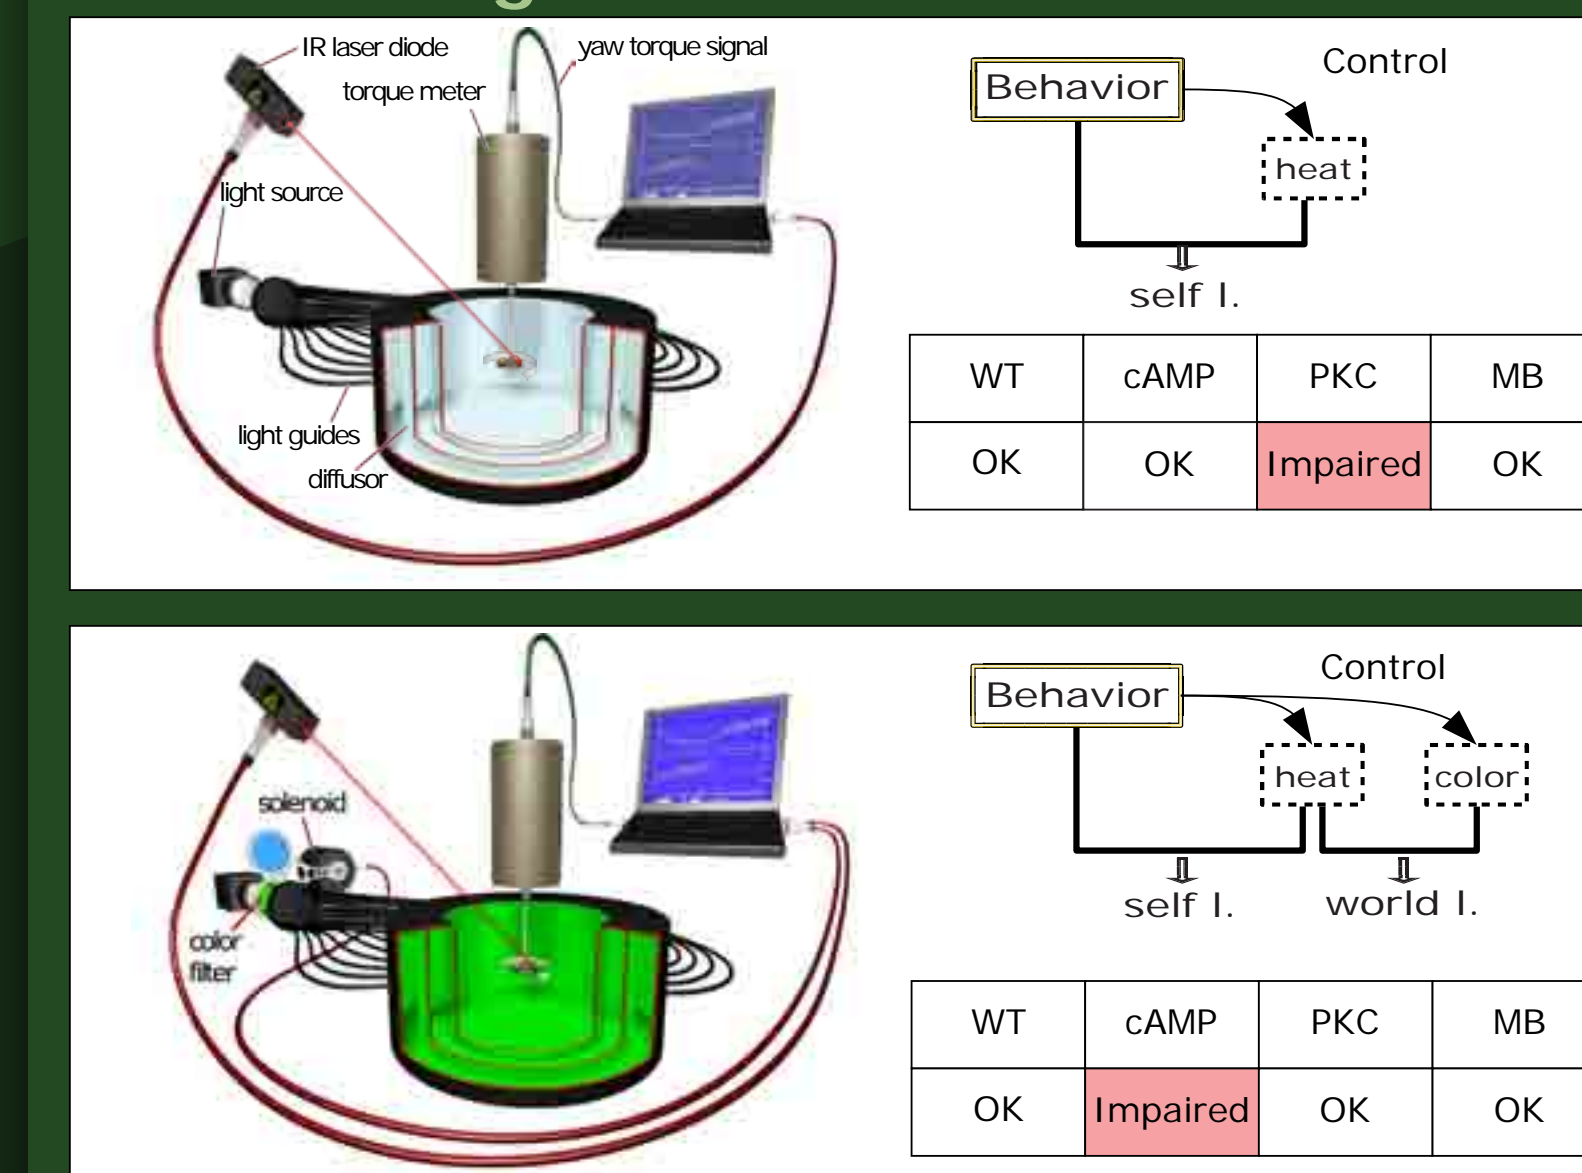 IR laser diode
yaw torque signal
torque meter
light source
light guides
diffusor
Control
Behavior
heat
self l.
WT cAMP PKC MB
OK OK Impaired OK
solenoid
color
filter
Control
Behavior
heat color
self l. world l.
WT cAMP PKC MB
OK Impaired OK OK